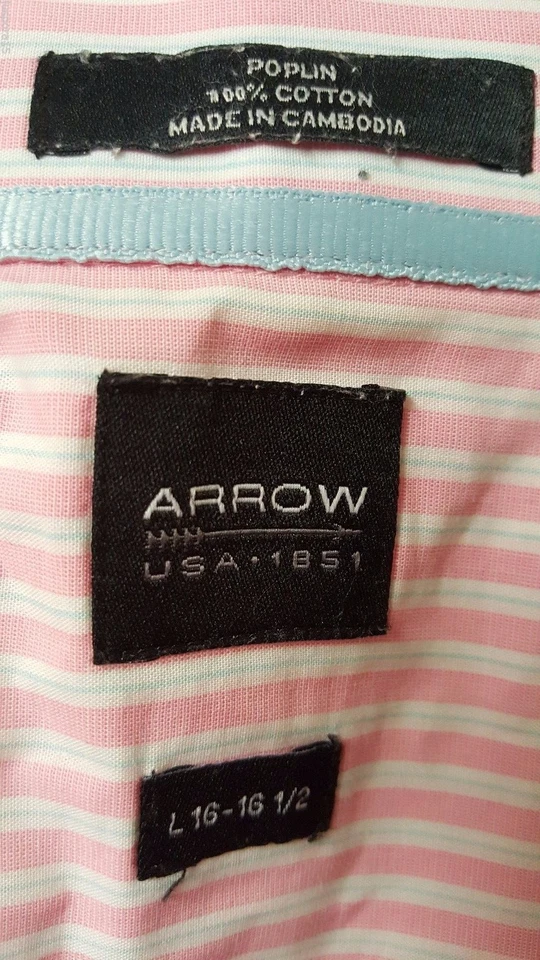 POPLIN
100% COTTON
MADE IN CAMBODIA
ARROW
USA · 1851
L 16-16 1/2